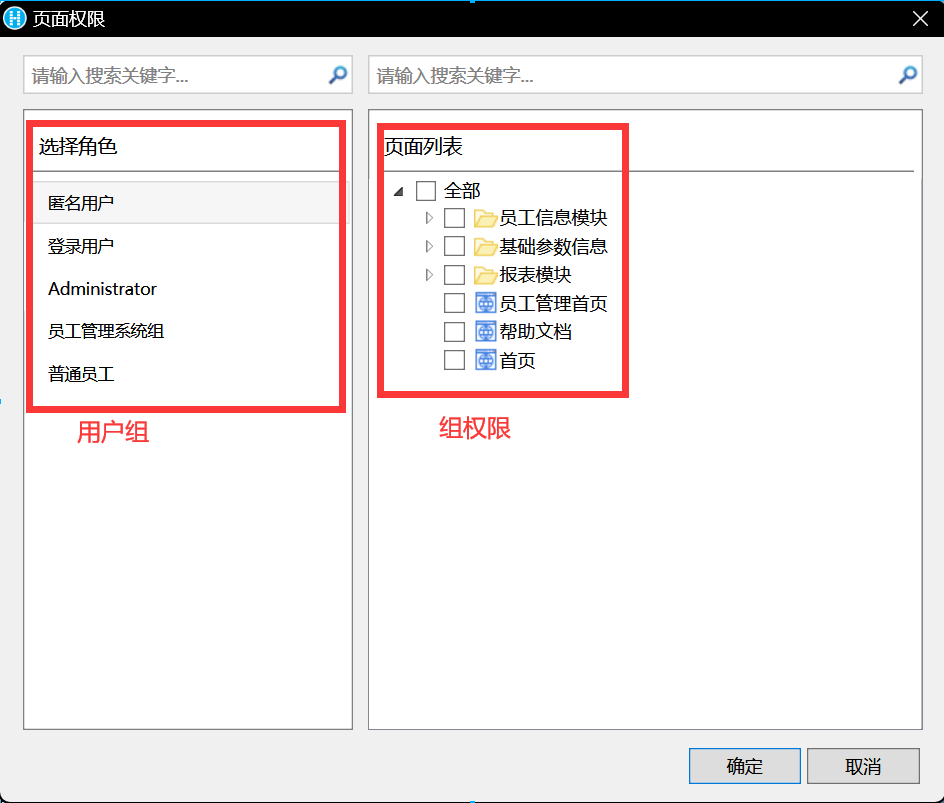 页面权限
请输入搜索关键字...
请输入搜索关键字...
选择角色
匿名用户
登录用户
Administrator
员工管理系统组
普通员工
用户组
页面列表
全部
员工信息模块
基础参数信息
报表模块
员工管理首页
帮助文档
首页
组权限
确定
取消